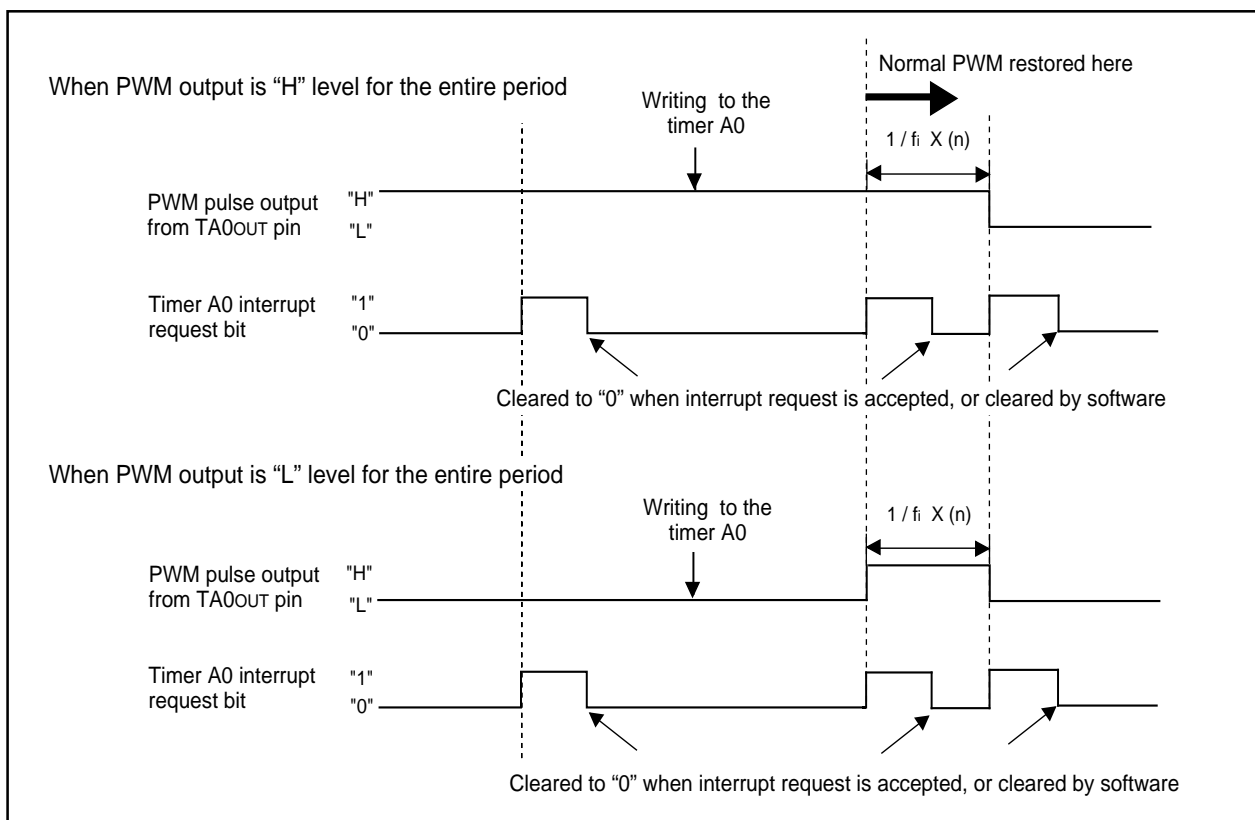 Normal PWM restored here
When PWM output is “H” level for the entire period
Writing to the
timer A0
1 / fi X (n)
PWM pulse output
from TA0OUT pin
"H"
"L"
Timer A0 interrupt
request bit
"1"
"0"
Cleared to “0” when interrupt request is accepted, or cleared by software
When PWM output is “L” level for the entire period
Writing to the
timer A0
1 / fi X (n)
PWM pulse output
from TA0OUT pin
"H"
"L"
Timer A0 interrupt
request bit
"1"
"0"
Cleared to “0” when interrupt request is accepted, or cleared by software